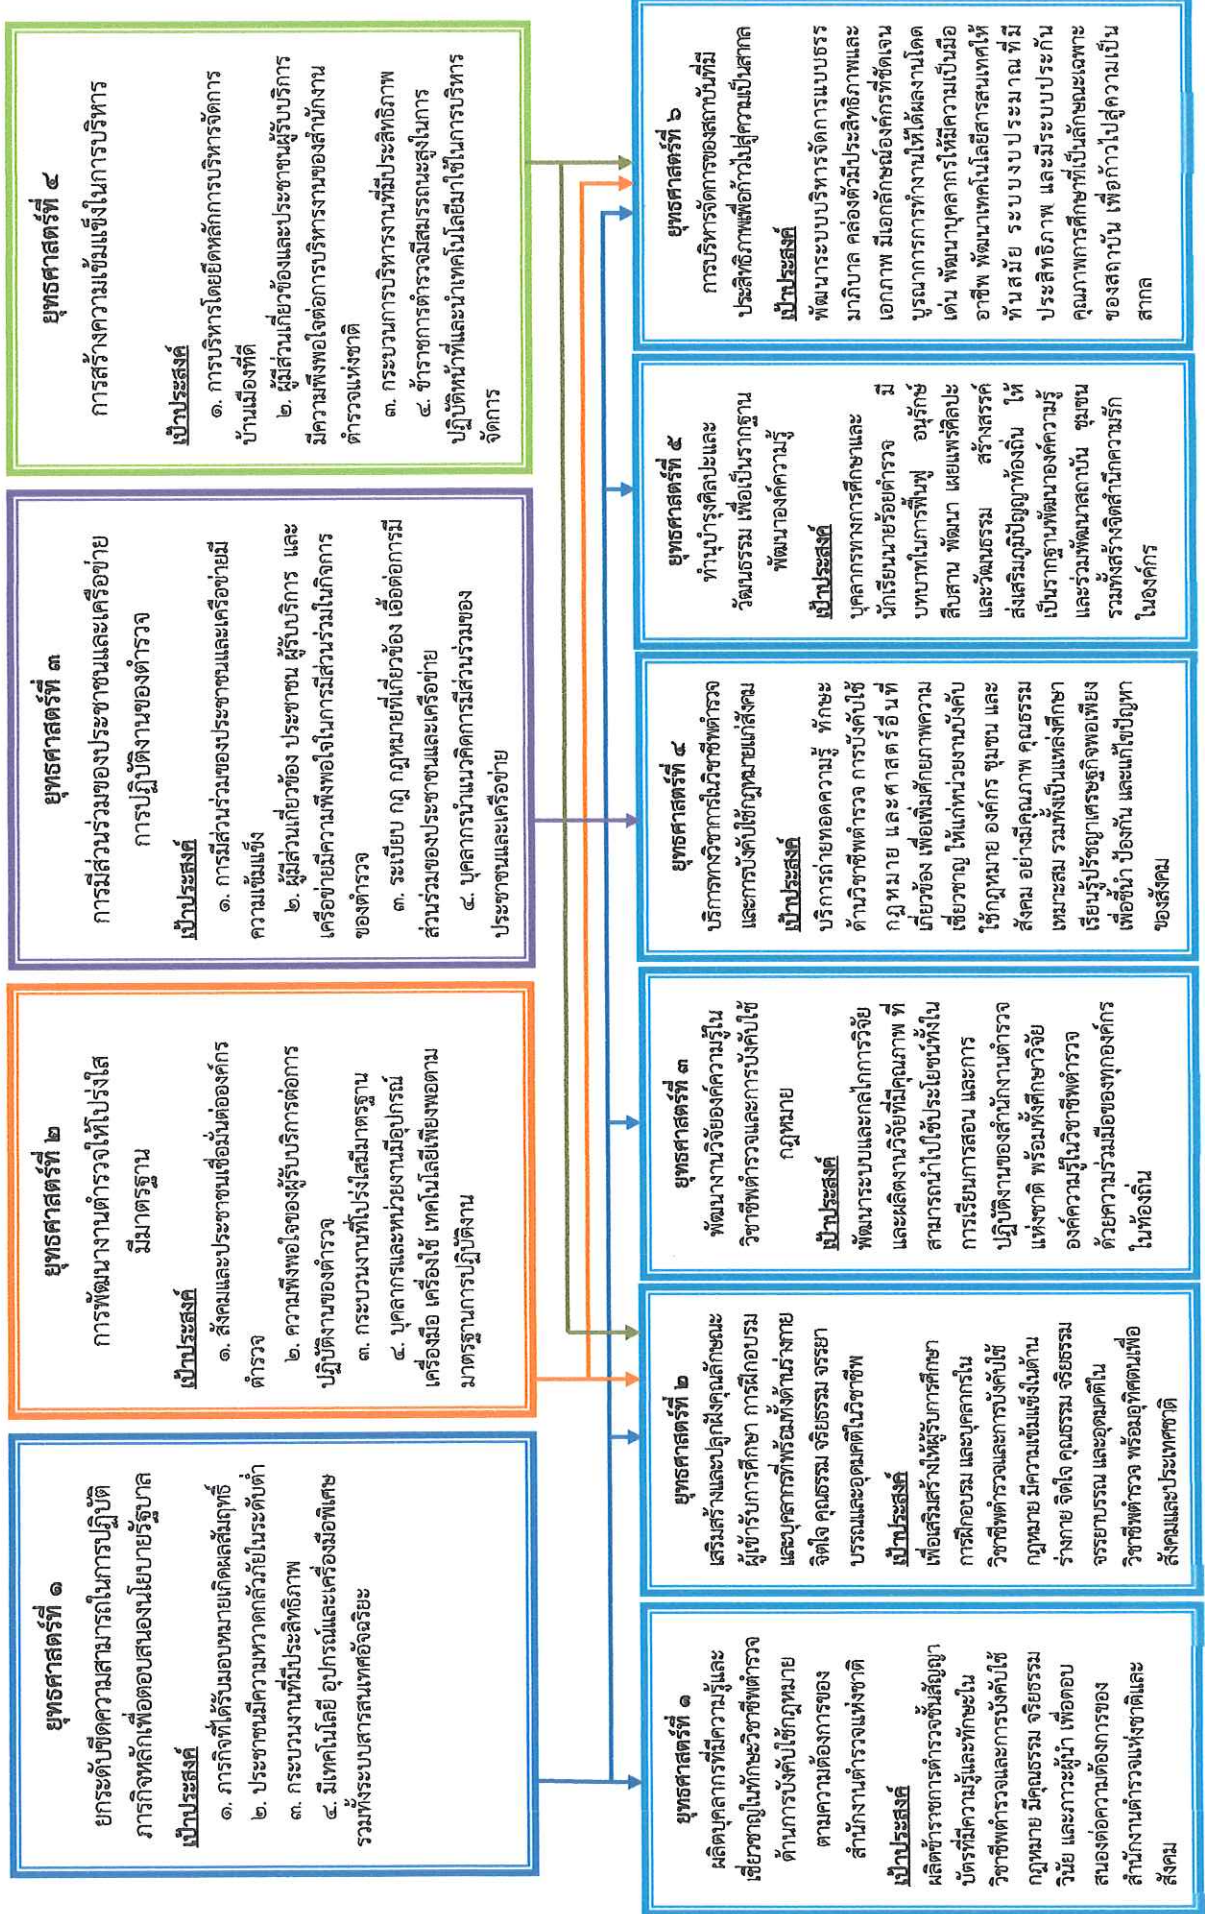 ยุทธศาสตร์ที่ ๑
ยกระดับขีดความสามารถในการปฏิบัติ
ภารกิจหลักเพื่อตอบสนองนโยบายรัฐบาล
เป้าประสงค์
๑. ภารกิจที่ได้รับมอบหมายเกิดผลสัมฤทธิ์
๒. ประชาชนมีความหวาดกลัวภัยในระดับต่ำ
๓. กระบวนงานที่มีประสิทธิภาพ
๔. มีเทคโนโลยี อุปกรณ์และเครื่องมือพิเศษ
รวมทั้งระบบสารสนเทศอัจฉริยะ
ยุทธศาสตร์ที่ ๒
การพัฒนางานตำรวจให้โปร่งใส
มีมาตรฐาน
เป้าประสงค์
๑. สังคมและประชาชนเชื่อมั่นต่อองค์กร
ตำรวจ
๒. ความพึงพอใจของผู้รับบริการต่อการ
ปฏิบัติงานของตำรวจ
๓. กระบวนงานที่โปร่งใสมีมาตรฐาน
๔. บุคลากรและหน่วยงานมีอุปกรณ์
เครื่องมือ เครื่องใช้ เทคโนโลยีเพียงพอตาม
มาตรฐานการปฏิบัติงาน
ยุทธศาสตร์ที่ ๓
การมีส่วนร่วมของประชาชนและเครือข่าย
การปฏิบัติงานของตำรวจ
เป้าประสงค์
๑. การมีส่วนร่วมของประชาชนและเครือข่ายมี
ความเข้มแข็ง
๒. ผู้มีส่วนเกี่ยวข้อง ประชาชน ผู้รับบริการ และ
เครือข่ายมีความพึงพอใจในการมีส่วนร่วมในกิจการ
ของตำรวจ
๓. ระเบียบ กฎ กฎหมายที่เกี่ยวข้อง เอื้อต่อการมี
ส่วนร่วมของประชาชนและเครือข่าย
๔. บุคลากรนำแนวคิดการมีส่วนร่วมของ
ประชาชนและเครือข่าย
ยุทธศาสตร์ที่ ๔
การสร้างความเข้มแข็งในการบริหาร
เป้าประสงค์
๑. การบริหารโดยยึดหลักการบริหารจัดการ
บ้านเมืองที่ดี
๒. ผู้มีส่วนเกี่ยวข้องและประชาชนผู้รับบริการ
มีความพึงพอใจต่อการบริหารงานของสำนักงาน
ตำรวจแห่งชาติ
๓. กระบวนการบริหารงานที่มีประสิทธิภาพ
๔. ข้าราชการตำรวจมีสมรรถนะสูงในการ
ปฏิบัติหน้าที่และนำเทคโนโลยีมาใช้ในการบริหาร
จัดการ
ยุทธศาสตร์ที่ ๑
ผลิตบุคลากรที่มีความรู้และ
เชี่ยวชาญในทักษะวิชาชีพตำรวจ
ด้านการบังคับใช้กฎหมาย
ตามความต้องการของ
สำนักงานตำรวจแห่งชาติ
เป้าประสงค์
ผลิตข้าราชการตำรวจชั้นสัญญา
บัตรที่มีความรู้และทักษะใน
วิชาชีพตำรวจและการบังคับใช้
กฎหมาย มีคุณธรรม จริยธรรม
วินัย และภาวะผู้นำ เพื่อตอบ
สนองต่อความต้องการของ
สำนักงานตำรวจแห่งชาติและ
สังคม
ยุทธศาสตร์ที่ ๒
เสริมสร้างและปลูกฝังคุณลักษณะ
ผู้เข้ารับการศึกษา การฝึกอบรม
และบุคลากรที่พร้อมทั้งด้านร่างกาย
จิตใจ คุณธรรม จริยธรรม จรรยา
บรรณและอุดมคติในวิชาชีพ
เป้าประสงค์
เพื่อเสริมสร้างให้ผู้รับการศึกษา
การฝึกอบรม และบุคลากรใน
วิชาชีพตำรวจและการบังคับใช้
กฎหมาย มีความเข้มแข็งในด้าน
ร่างกาย จิตใจ คุณธรรม จริยธรรม
จรรยาบรรณ และอุดมคติใน
วิชาชีพตำรวจ พร้อมอุทิศตนเพื่อ
สังคมและประเทศชาติ
ยุทธศาสตร์ที่ ๓
พัฒนางานวิจัยองค์ความรู้ใน
วิชาชีพตำรวจและการบังคับใช้
กฎหมาย
เป้าประสงค์
พัฒนาระบบและกลไกการวิจัย
และผลิตงานวิจัยที่มีคุณภาพ ที่
สามารถนำไปใช้ประโยชน์ทั้งใน
การเรียนการสอน และการ
ปฏิบัติงานของสำนักงานตำรวจ
แห่งชาติ พร้อมทั้งศึกษาวิจัย
องค์ความรู้ในวิชาชีพตำรวจ
ด้วยความร่วมมือของทุกองค์กร
ในท้องถิ่น
ยุทธศาสตร์ที่ ๔
บริการทางวิชาการในวิชาชีพตำรวจ
และการบังคับใช้กฎหมายแก่สังคม
เป้าประสงค์
บริการถ่ายทอดความรู้ ทักษะ
ด้านวิชาชีพตำรวจ การบังคับใช้
กฎหมาย และศาสตร์อื่นที่
เกี่ยวข้อง เพื่อเพิ่มศักยภาพความ
เชี่ยวชาญ ให้แก่หน่วยงานบังคับ
ใช้กฎหมาย องค์กร ชุมชน และ
สังคม อย่างมีคุณภาพ คุณธรรม
เหมาะสม รวมทั้งเป็นแหล่งศึกษา
เรียนรู้ปรัชญาเศรษฐกิจพอเพียง
เพื่อชี้นำ ป้องกัน และแก้ไขปัญหา
ของสังคม
ยุทธศาสตร์ที่ ๕
ทำนุบำรุงศิลปะและ
วัฒนธรรม เพื่อเป็นรากฐาน
พัฒนาองค์ความรู้
เป้าประสงค์
บุคลากรทางการศึกษาและ
นักเรียนนายร้อยตำรวจ มี
บทบาทในการฟื้นฟู อนุรักษ์
สืบสาน พัฒนา เผยแพร่ศิลปะ
และวัฒนธรรม สร้างสรรค์
ส่งเสริมภูมิปัญญาท้องถิ่น ให้
เป็นรากฐานพัฒนาองค์ความรู้
และร่วมพัฒนาสถาบัน ชุมชน
รวมทั้งสร้างจิตสำนึกความรัก
ในองค์กร
ยุทธศาสตร์ที่ ๖
การบริหารจัดการของสถาบันที่มี
ประสิทธิภาพเพื่อก้าวไปสู่ความเป็นสากล
เป้าประสงค์
พัฒนาระบบบริหารจัดการแบบธรร
มาภิบาล คล่องตัวมีประสิทธิภาพและ
เอกภาพ มีเอกลักษณ์องค์กรที่ชัดเจน
บูรณาการการทำงานให้ได้ผลงานโดด
เด่น พัฒนาบุคลากรให้มีความเป็นมือ
อาชีพ พัฒนาเทคโนโลยีสารสนเทศให้
ทันสมัย ระบบงบประมาณที่มี
ประสิทธิภาพ และมีระบบประกัน
คุณภาพการศึกษาที่เป็นลักษณะเฉพาะ
ของสถาบัน เพื่อก้าวไปสู่ความเป็น
สากล